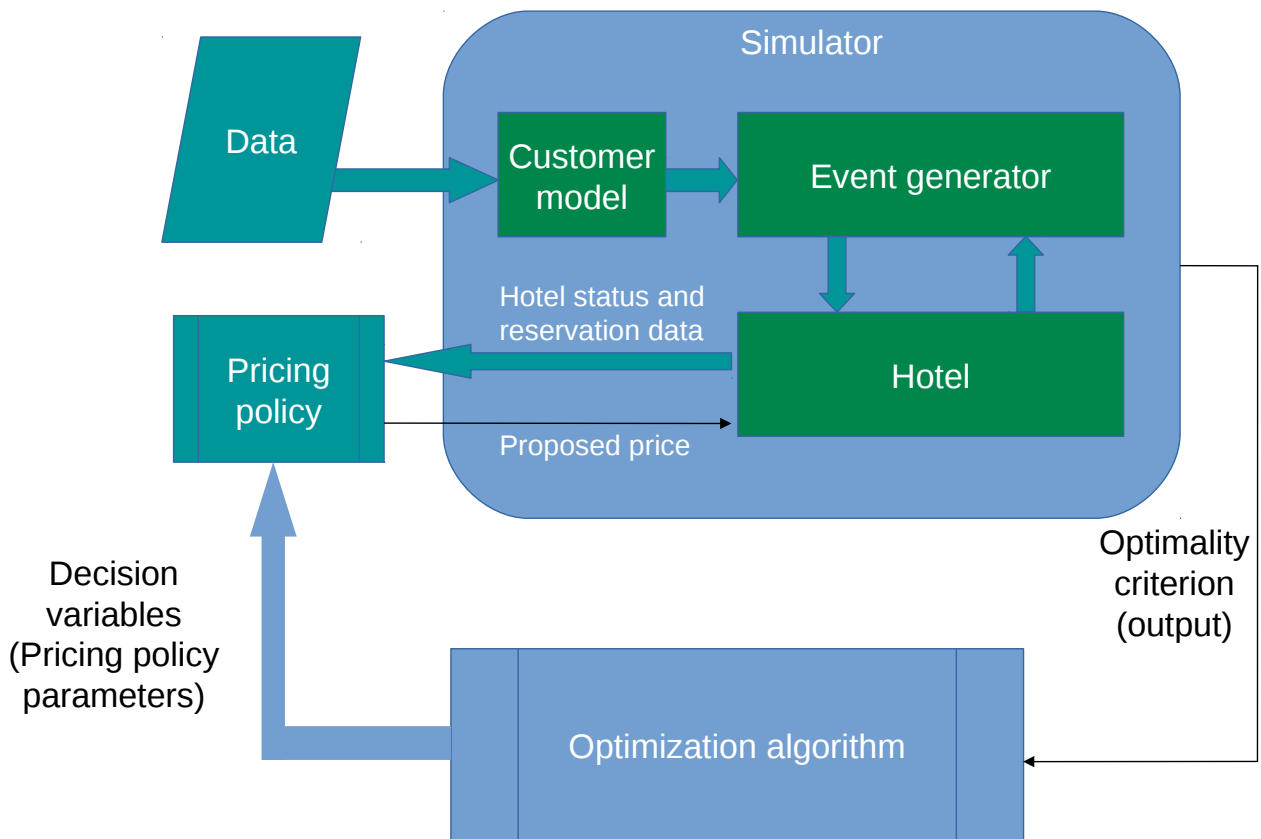 Simulator
Data
Customer
model
Event generator
Hotel status and
reservation data
Pricing
policy
Hotel
Proposed price
Optimality
criterion
(output)
Decision
variables
(Pricing policy
parameters)
Optimization algorithm